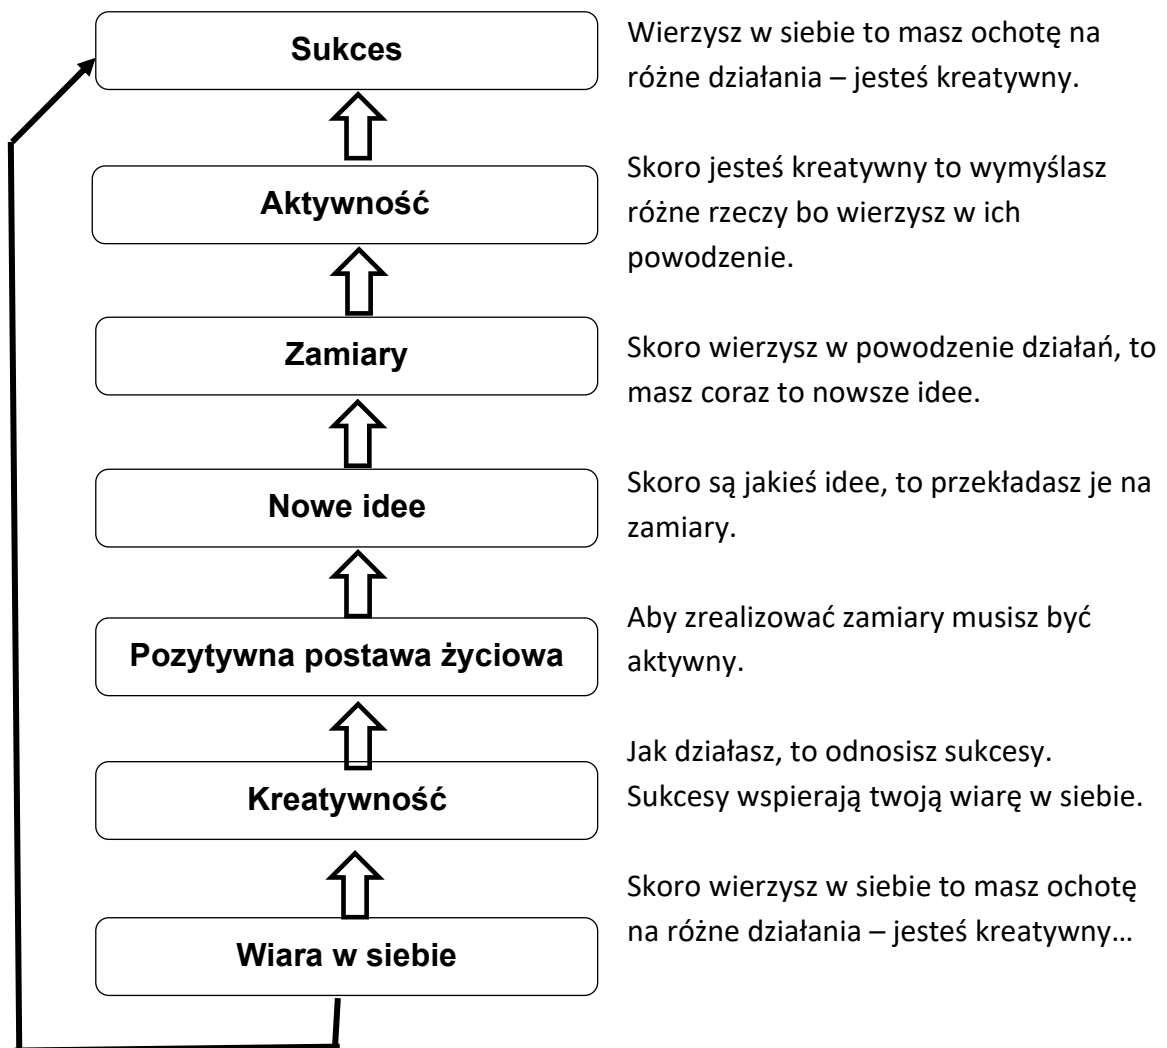 Sukces
Aktywność
Zamiary
Nowe idee
Pozytywna postawa życiowa
Kreatywność
Wiara w siebie
Wierzysz w siebie to masz ochotę na
różne działania – jesteś kreatywny.
Skoro jesteś kreatywny to wymyślasz
różne rzeczy bo wierzysz w ich
powodzenie.
Skoro wierzysz w powodzenie działań, to
masz coraz to nowsze idee.
Skoro są jakieś idee, to przekładasz je na
zamiary.
Aby zrealizować zamiary musisz być
aktywny.
Jak działasz, to odnosisz sukcesy.
Sukcesy wspierają twoją wiarę w siebie.
Skoro wierzysz w siebie to masz ochotę
na różne działania – jesteś kreatywny…